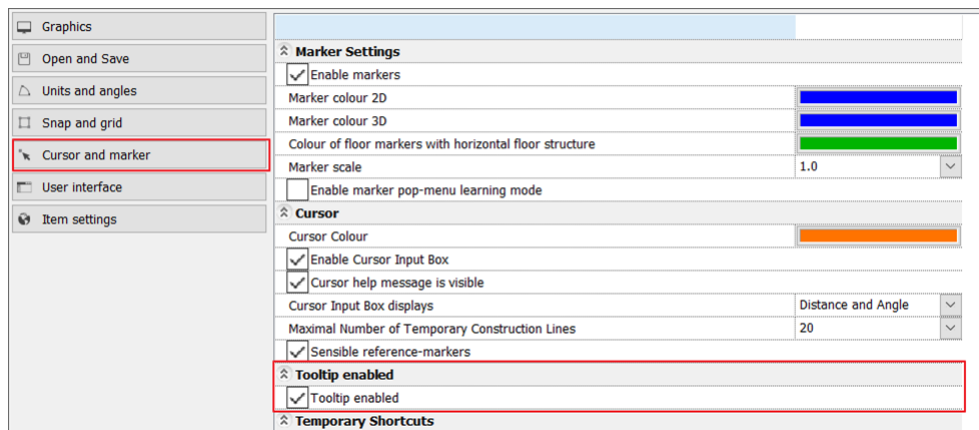 Graphics
Open and Save
Units and angles
Snap and grid
Cursor and marker
User interface
Item settings
Marker Settings
Enable markers
Marker colour 2D
Marker colour 3D
Colour of floor markers with horizontal floor structure
Marker scale 1.0
Enable marker pop-menu learning mode
Cursor
Cursor Colour
Enable Cursor Input Box
Cursor help message is visible
Cursor Input Box displays Distance and Angle
Maximal Number of Temporary Construction Lines 20
Sensible reference-markers
Tooltip enabled
Tooltip enabled
Temporary Shortcuts